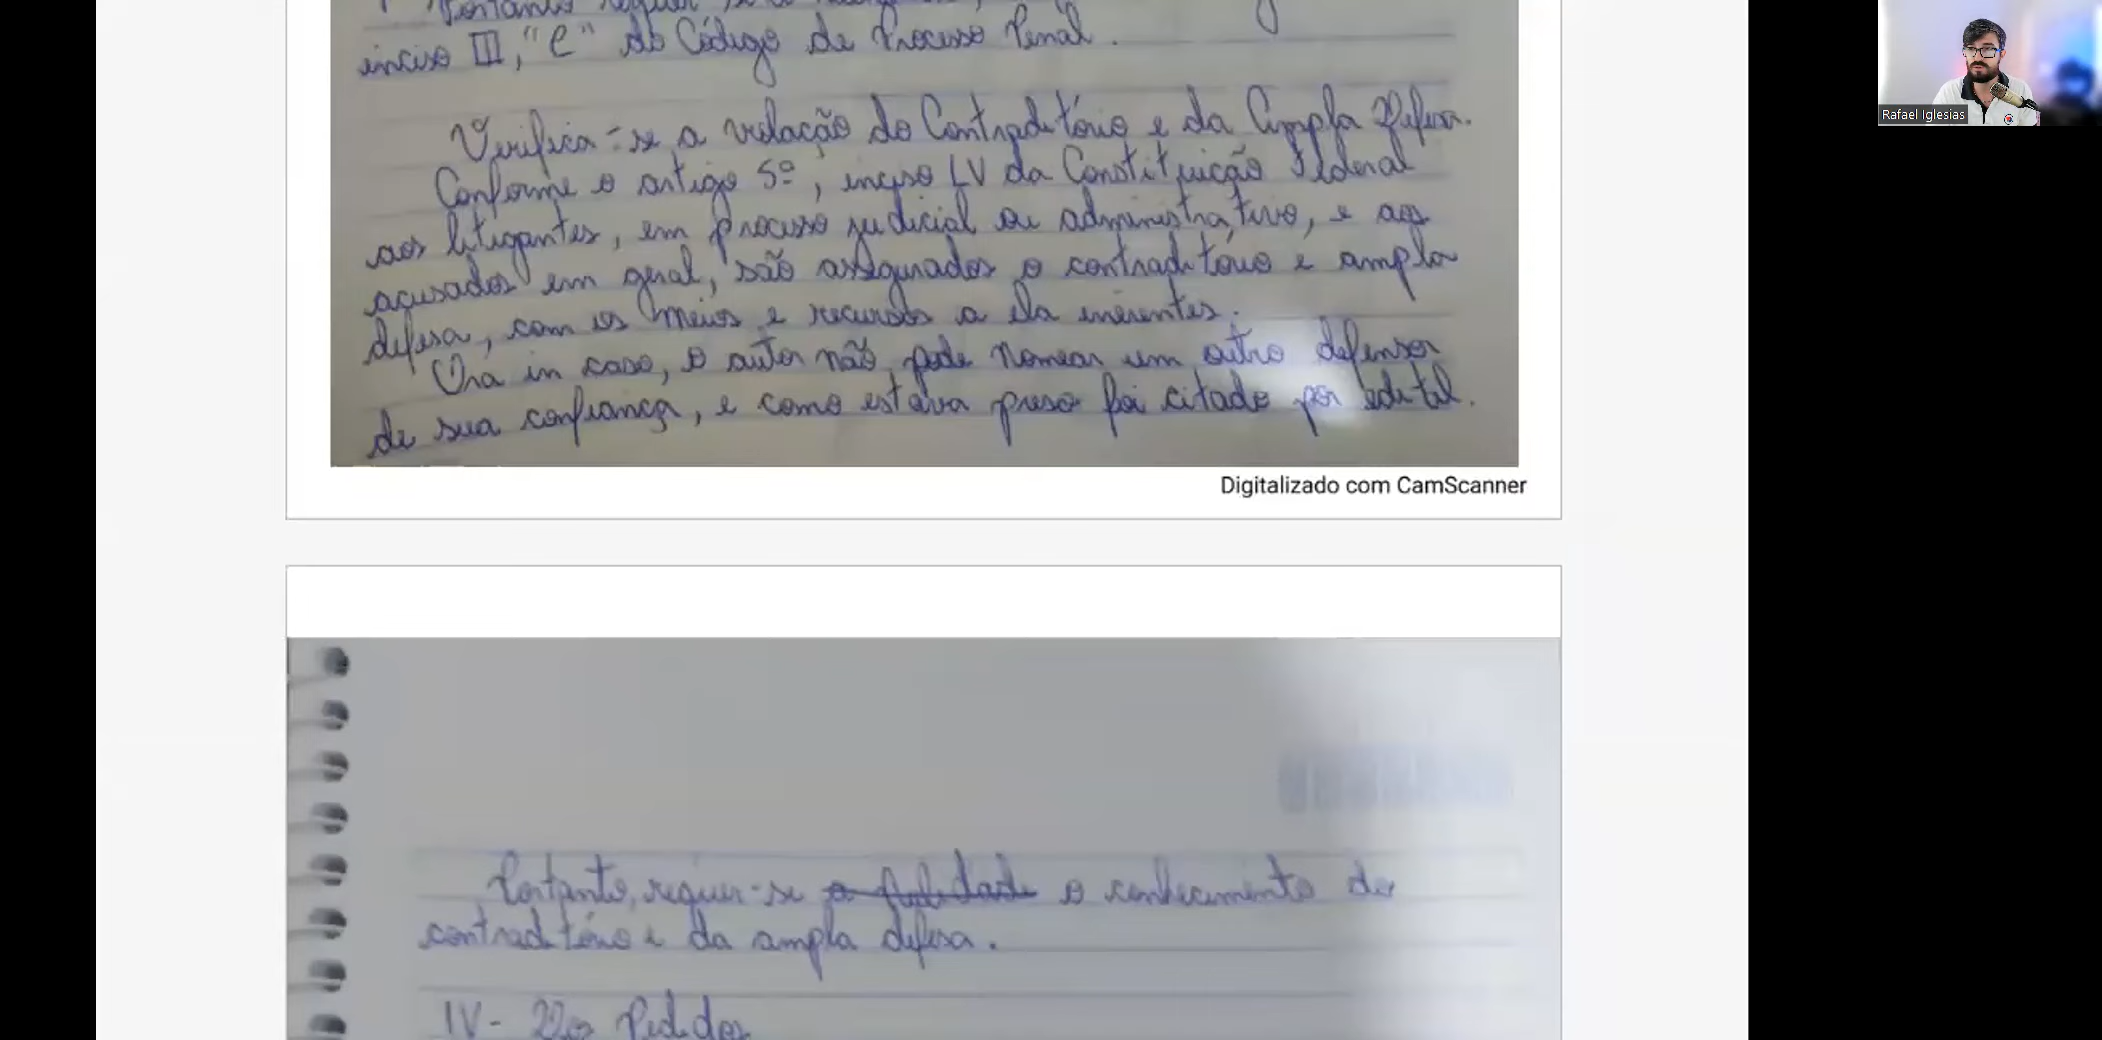 Portanto requer
inciso III, "e" do Código de Processo Penal.
Verifica-se a violação do Contraditório e da Ampla Defesa.
Conforme o artigo 5º, inciso LV da Constituição Federal
aos litigantes, em processo judicial ou administrativo, e aos
acusados em geral, são assegurados o contraditório e ampla
defesa, com os meios e recursos a ela inerentes.
Ora in caso, o autor não pode nomear um outro defensor
de sua confiança, e como estava preso foi citado por edital.
Digitalizado com CamScanner
Portanto, requer-se o conhecimento do
contraditório e da ampla defesa.
IV- Dos Pedidos
Rafael Iglesias